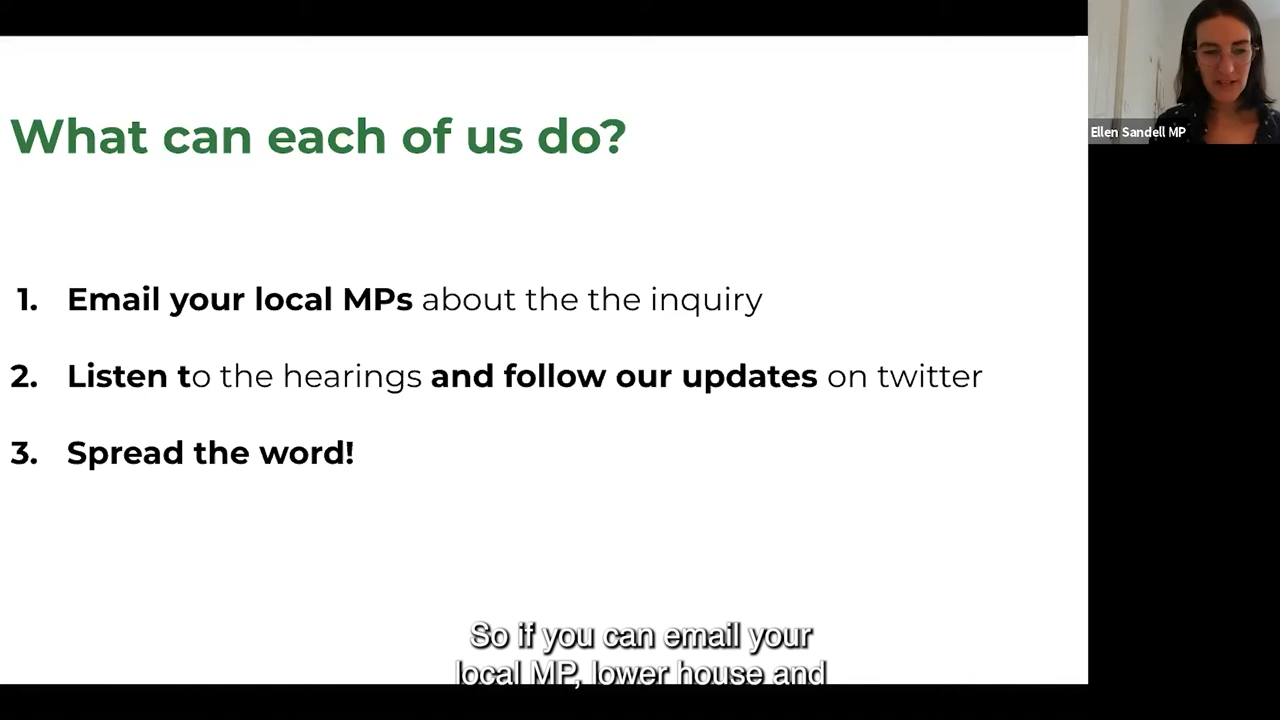 What can each of us do?
Ellen Sandell MP
1. Email your local MPs about the the inquiry
2. Listen to the hearings and follow our updates on twitter
3. Spread the word!
So if you can email your
local MP, lower house and